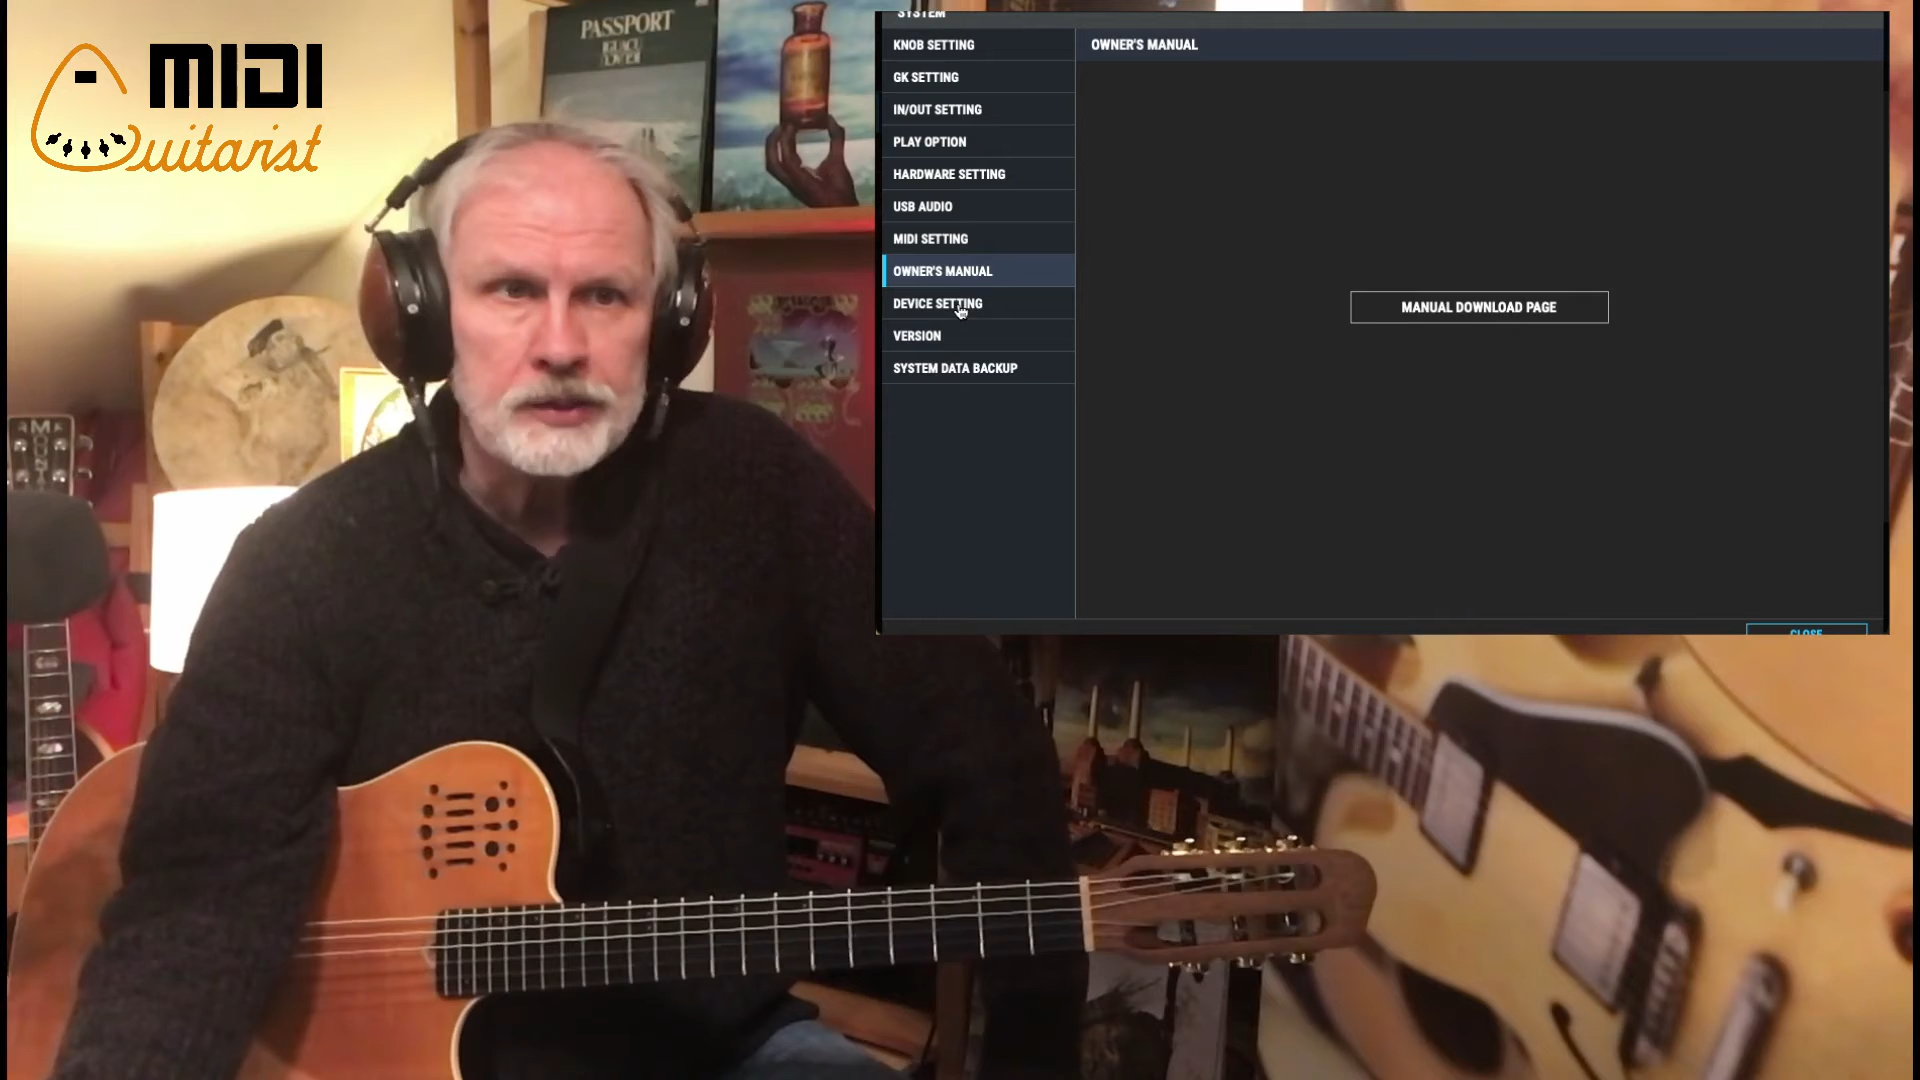 MIDI
Guitarist
PASSPORT
IGUAÇU
SYSTEM
KNOB SETTING
GK SETTING
IN/OUT SETTING
PLAY OPTION
HARDWARE SETTING
USB AUDIO
MIDI SETTING
OWNER'S MANUAL
DEVICE SETTING
VERSION
SYSTEM DATA BACKUP
OWNER'S MANUAL
MANUAL DOWNLOAD PAGE
CLOSE